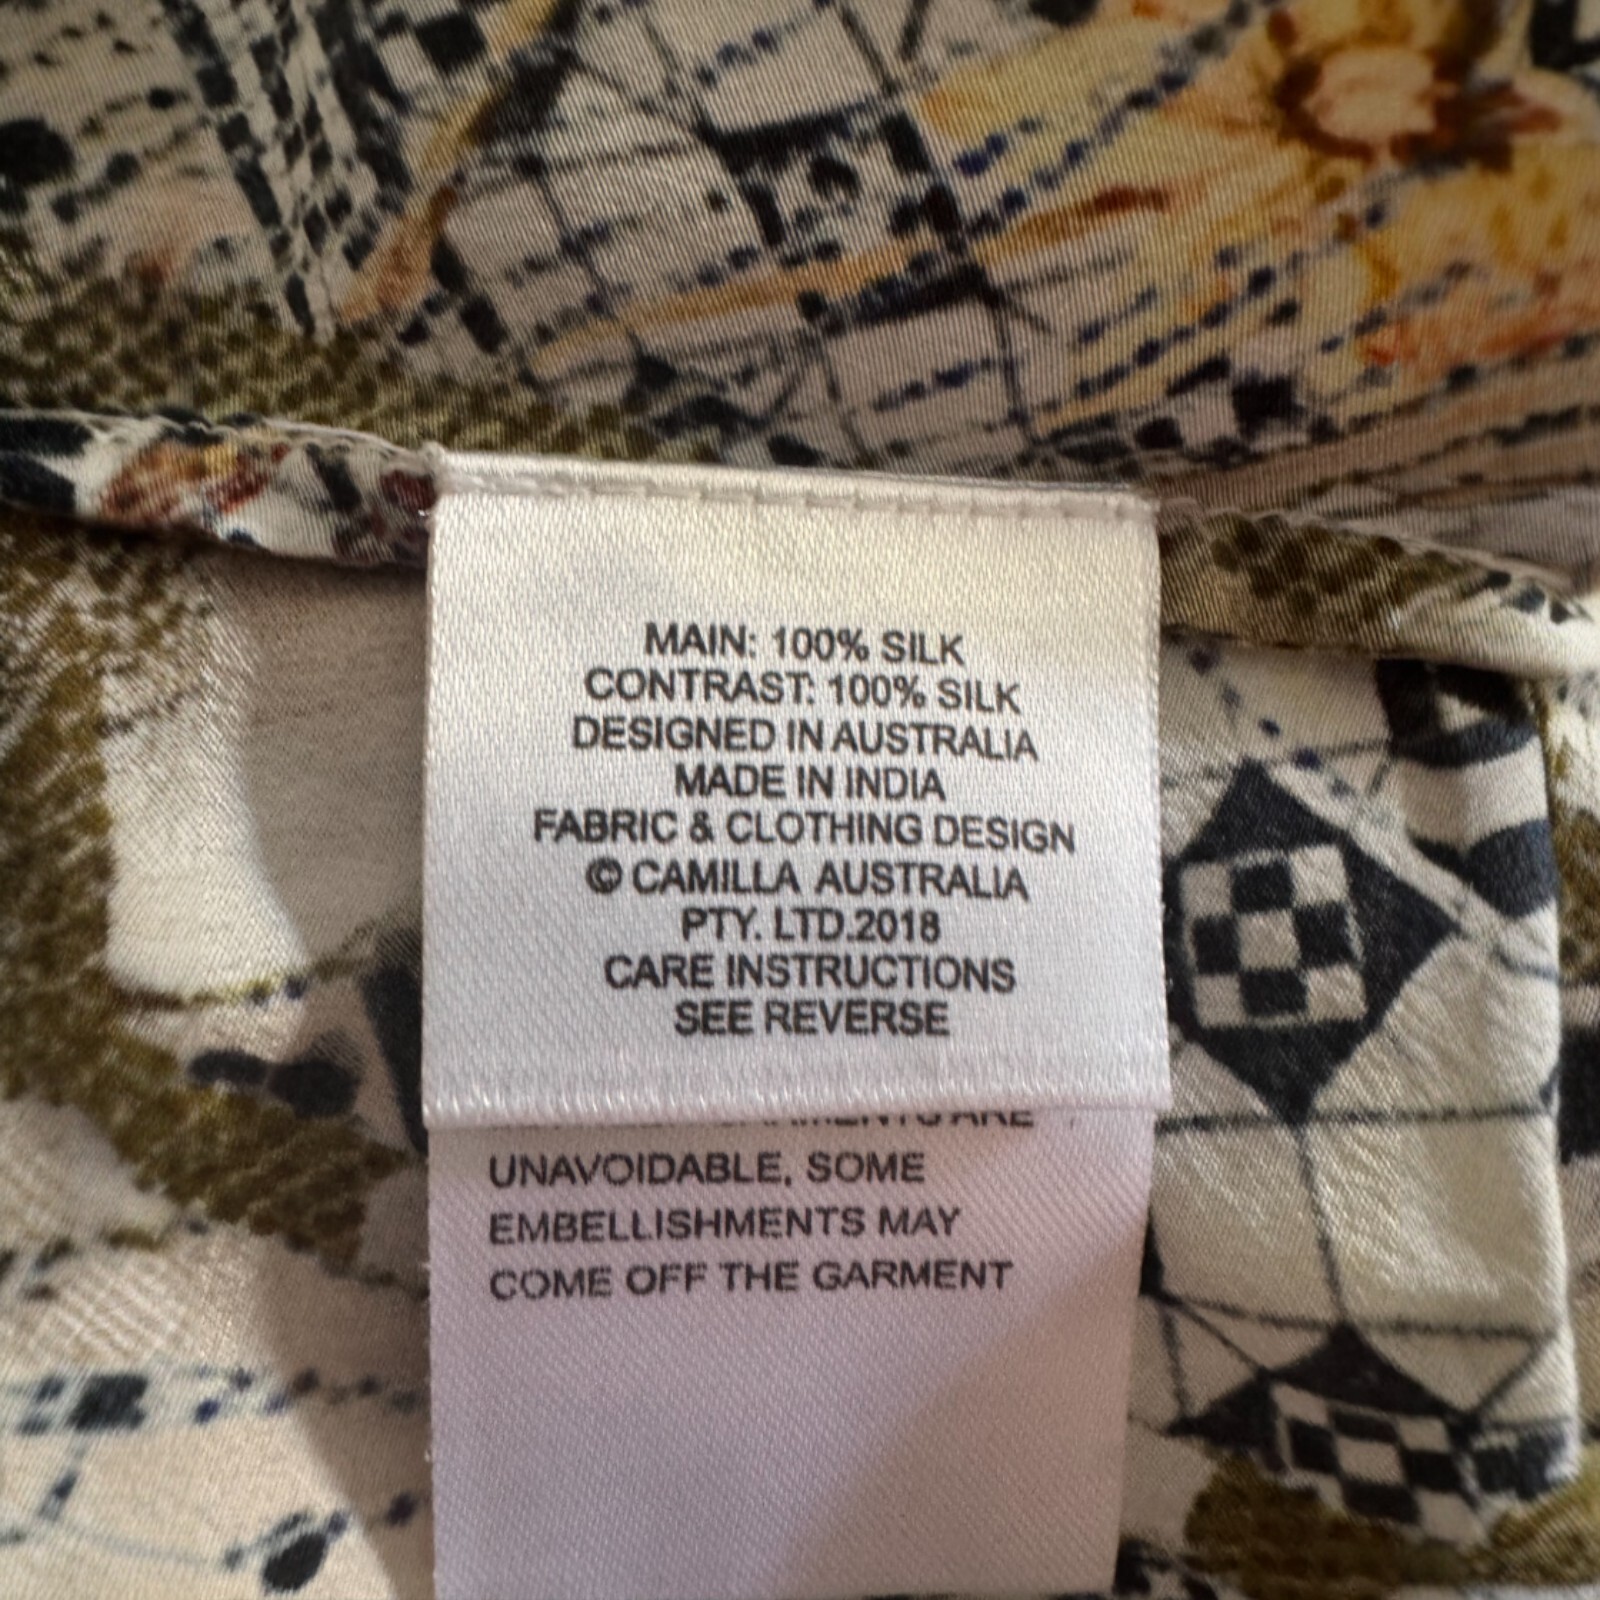 MAIN: 100% SILK
CONTRAST: 100% SILK
DESIGNED IN AUSTRALIA
MADE IN INDIA
FABRIC & CLOTHING DESIGN
© CAMILLA AUSTRALIA
PTY. LTD.2018
CARE INSTRUCTIONS
SEE REVERSE
ARE
UNAVOIDABLE, SOME
EMBELLISHMENTS MAY
COME OFF THE GARMENT